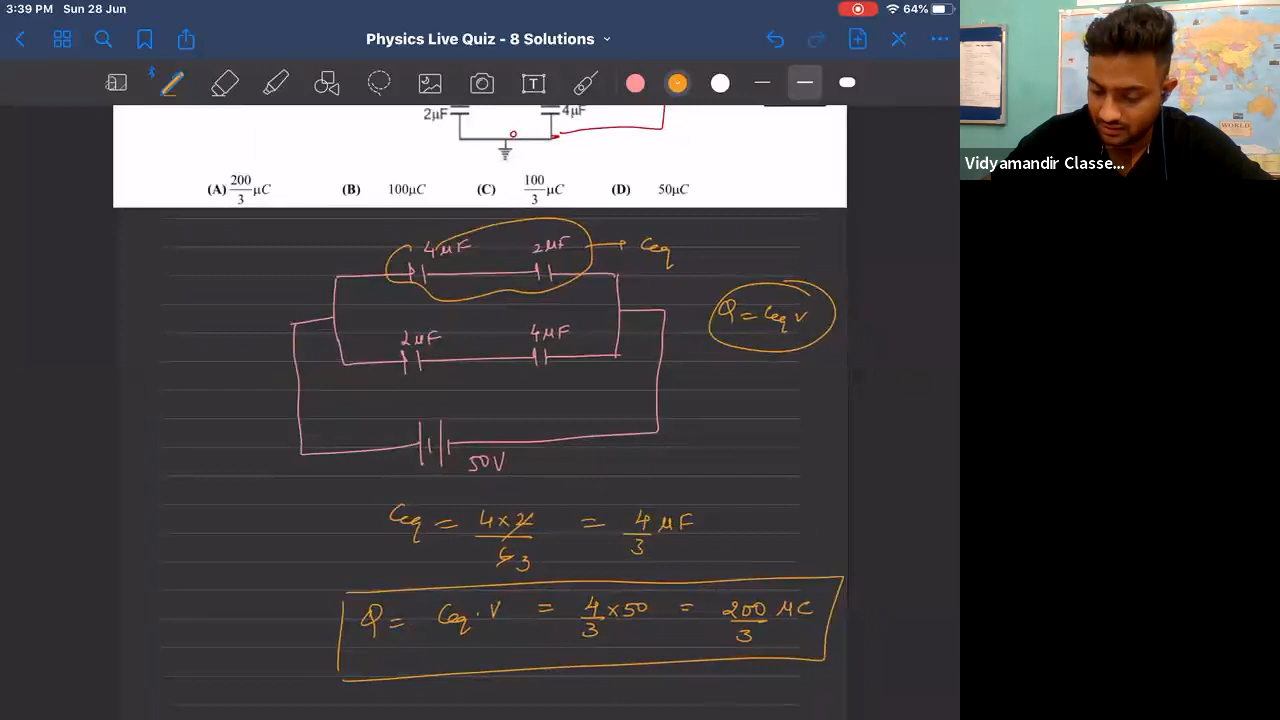 3:39 PM Sun 28 Jun
64%
Physics Live Quiz - 8 Solutions
2μF
4μF
(A) 200/3 μC (B) 100μC (C) 100/3 μC (D) 50μC
4μF 2μF → Ceq
Q = Ceq V
2μF 4μF
50V
Ceq = 4×2/6 3 = 4/3 μF
Q = Ceq · V = 4/3 × 50 = 200/3 μC
Vidyamandir Classe...
WORLD